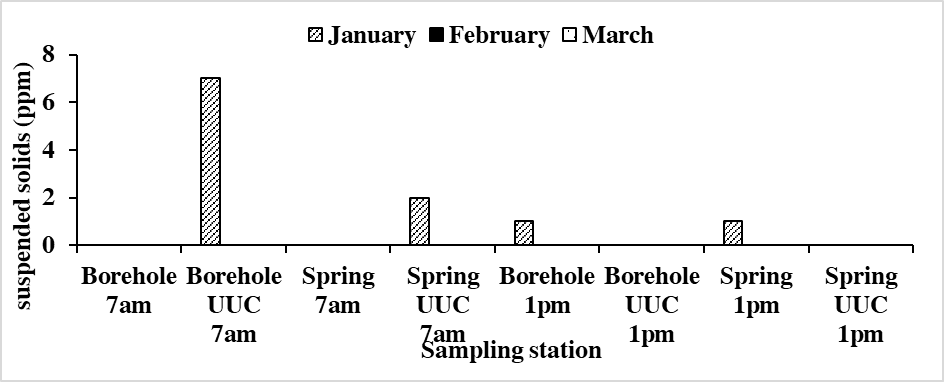 January February March
suspended solids (ppm)
8
6
4
2
0
Borehole 7am
Borehole UUC 7am
Spring 7am
Spring UUC 7am
Borehole 1pm
Borehole UUC 1pm
Spring 1pm
Spring UUC 1pm
Sampling station